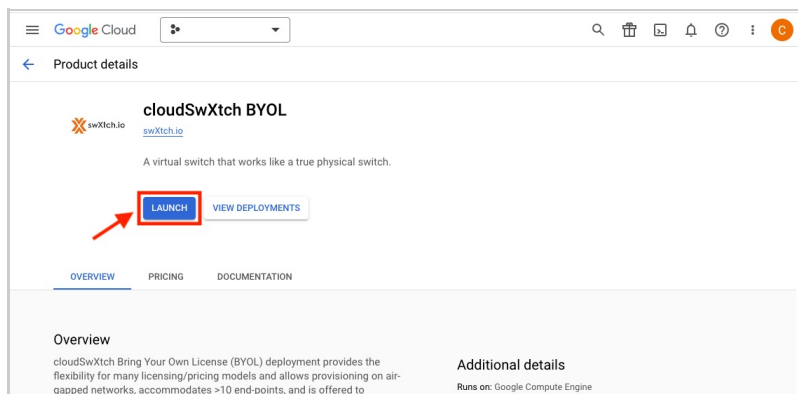 Google Cloud
C
Product details
swXtch.io
cloudSwXtch BYOL
swXtch.io
A virtual switch that works like a true physical switch.
LAUNCH
VIEW DEPLOYMENTS
OVERVIEW
PRICING
DOCUMENTATION
Overview
cloudSwXtch Bring Your Own License (BYOL) deployment provides the
flexibility for many licensing/pricing models and allows provisioning on air-
gapped networks, accommodates >10 end-points, and is offered to
Additional details
Runs on: Google Compute Engine